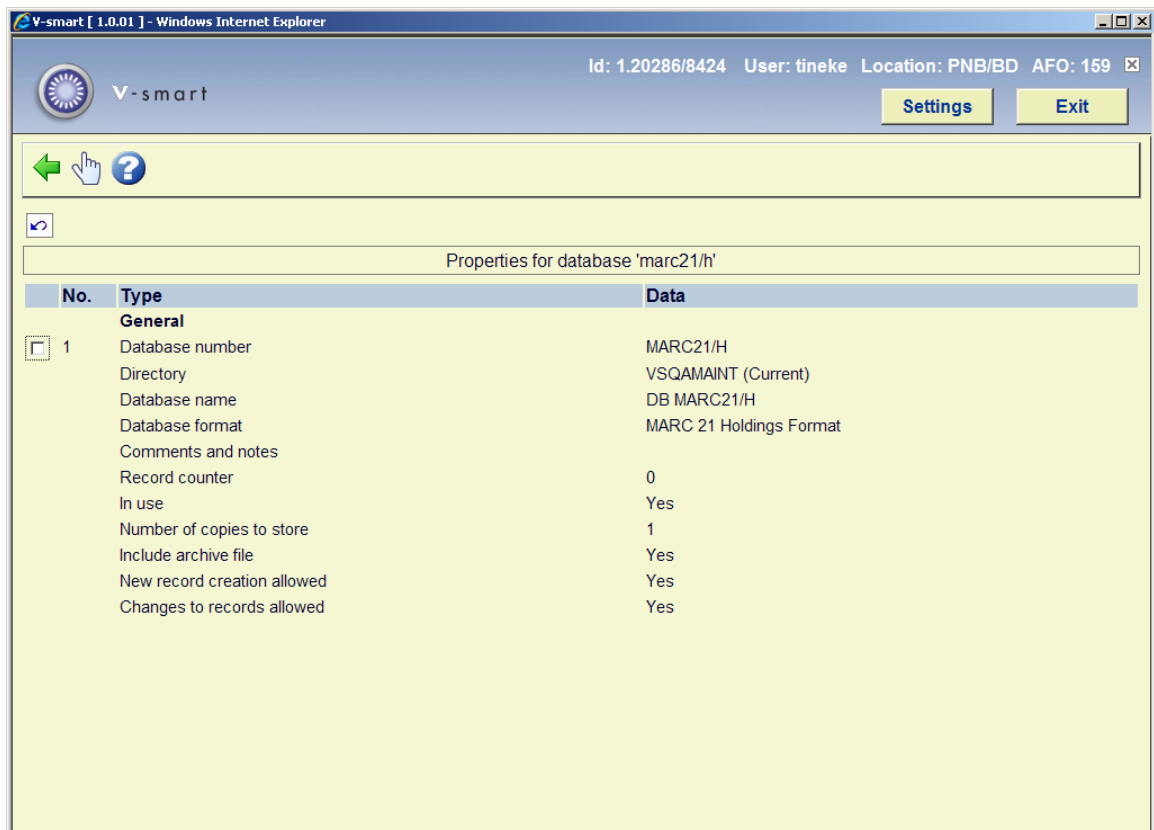 V-smart [ 1.0.01 ] - Windows Internet Explorer
Id: 1.20286/8424 User: tineke Location: PNB/BD AFO: 159
V-smart
Settings Exit
Properties for database 'marc21/h'
No. Type Data
General
1 Database number MARC21/H
Directory VSQAMAINT (Current)
Database name DB MARC21/H
Database format MARC 21 Holdings Format
Comments and notes
Record counter 0
In use Yes
Number of copies to store 1
Include archive file Yes
New record creation allowed Yes
Changes to records allowed Yes